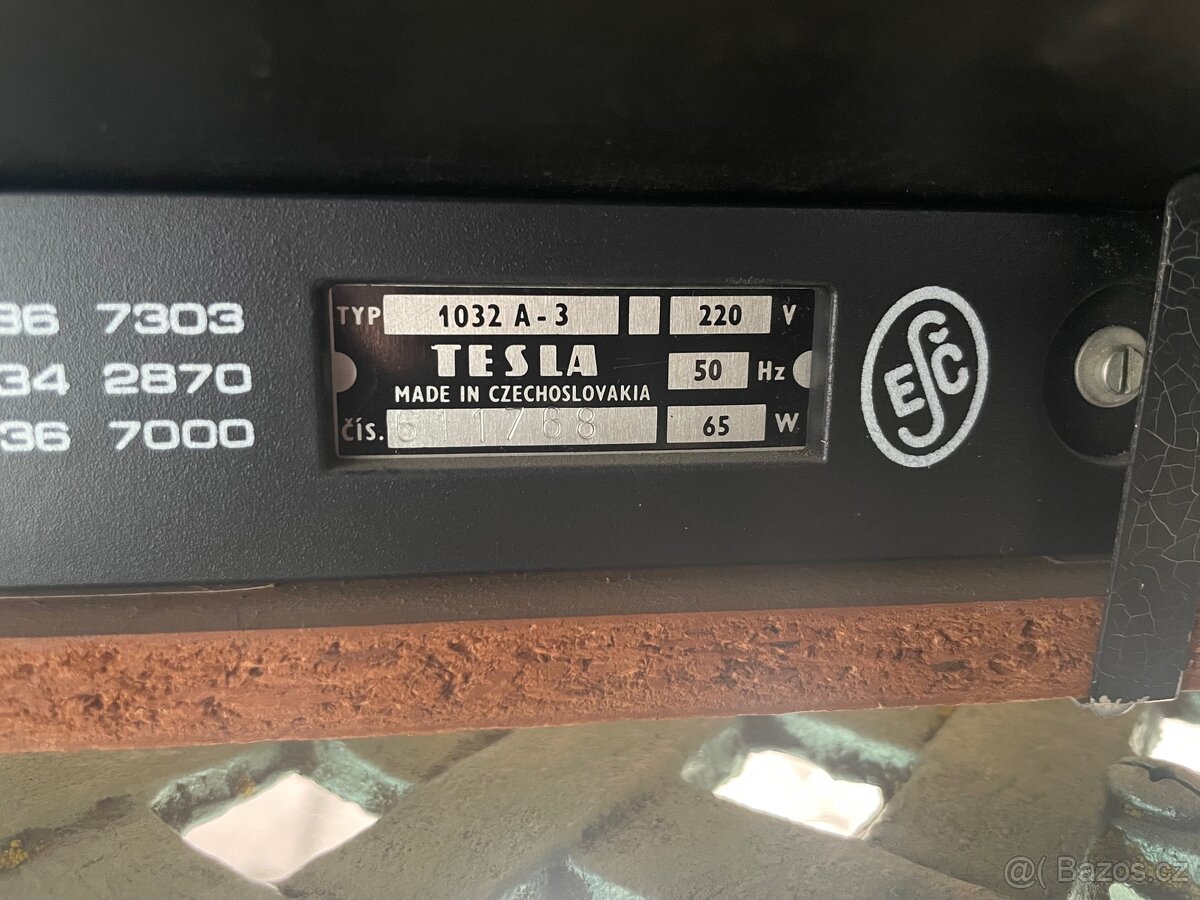 36 7303
34 2870
36 7000
TYP 1032 A - 3 220 V
TESLA
50 Hz
MADE IN CZECHOSLOVAKIA
čís. 611768 65 W
ESČ
@( Bazos.cz